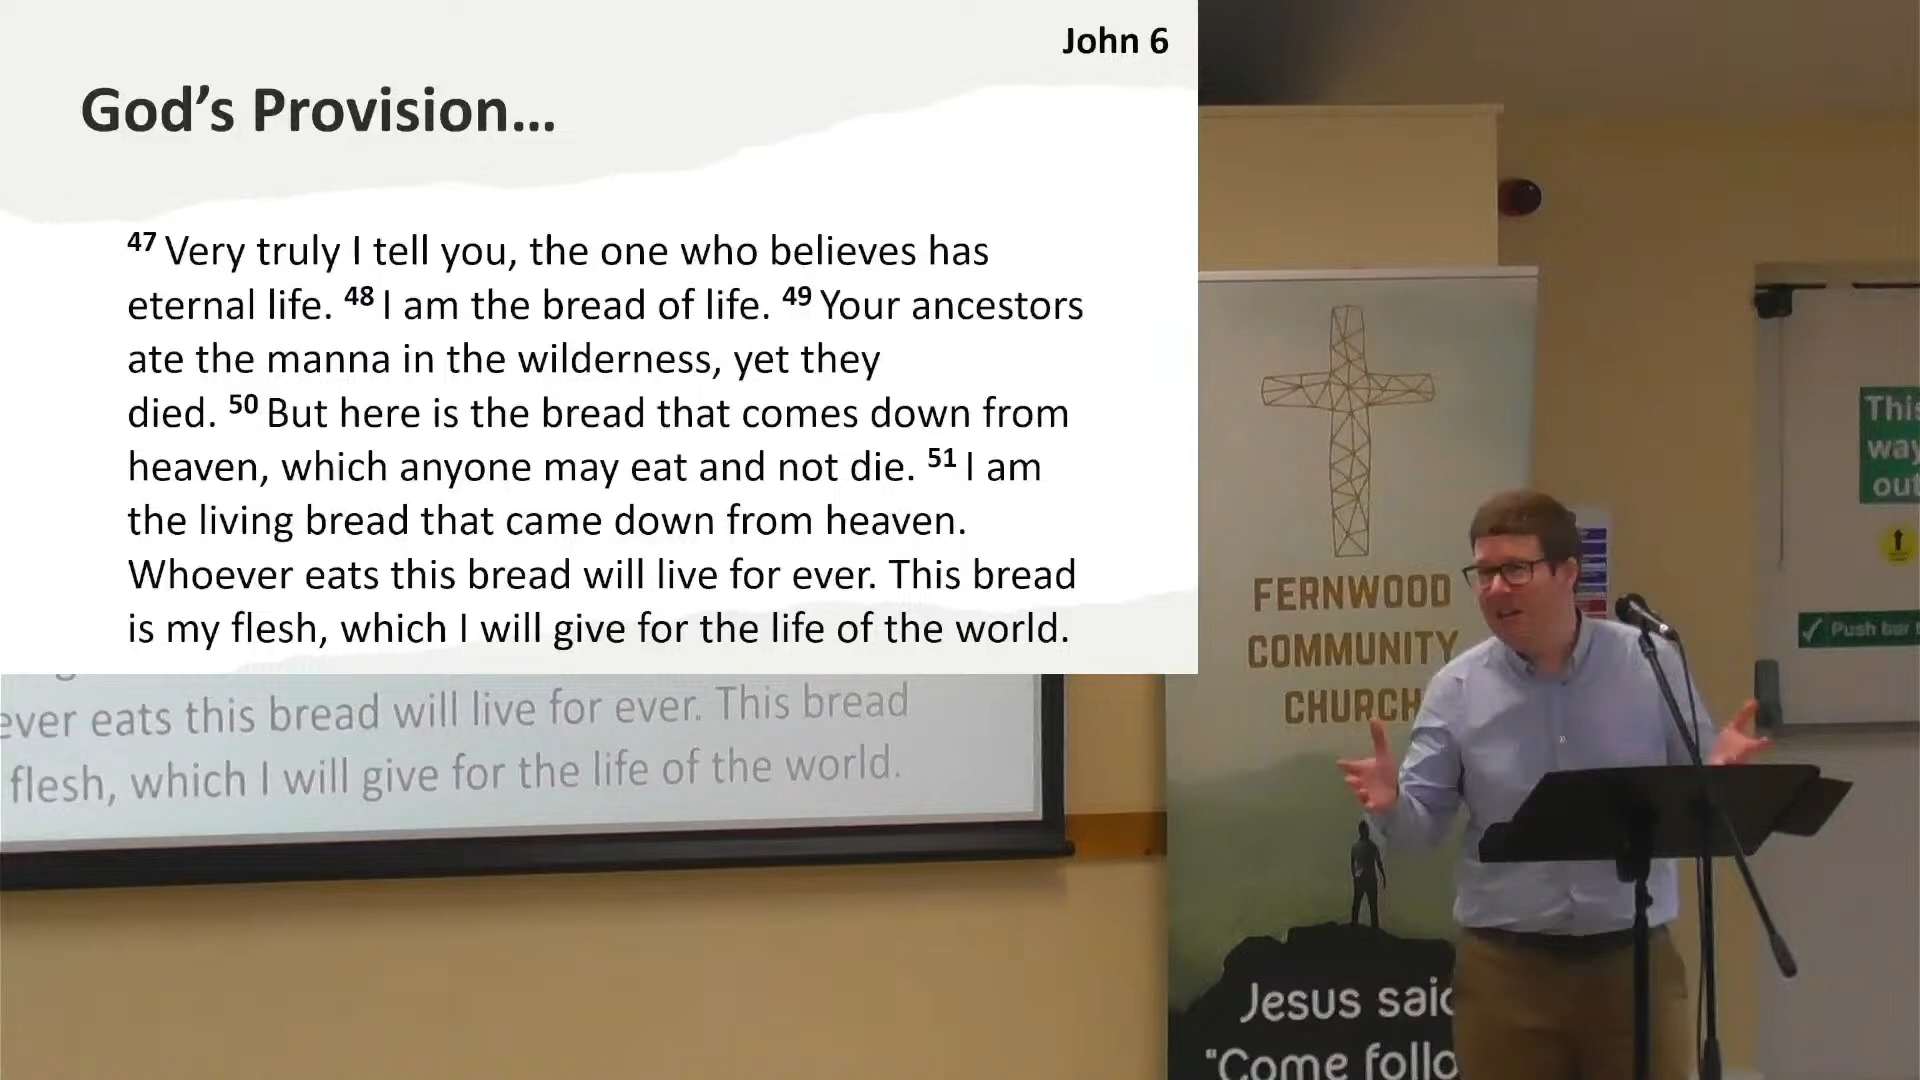 John 6
God’s Provision…
47 Very truly I tell you, the one who believes has
eternal life. 48 I am the bread of life. 49 Your ancestors
ate the manna in the wilderness, yet they
died. 50 But here is the bread that comes down from
heaven, which anyone may eat and not die. 51 I am
the living bread that came down from heaven.
Whoever eats this bread will live for ever. This bread
is my flesh, which I will give for the life of the world.
ever eats this bread will live for ever. This bread
flesh, which I will give for the life of the world.
FERNWOOD
COMMUNITY
CHURCH
Jesus said
"Come follo
This
way
out
Push bar t